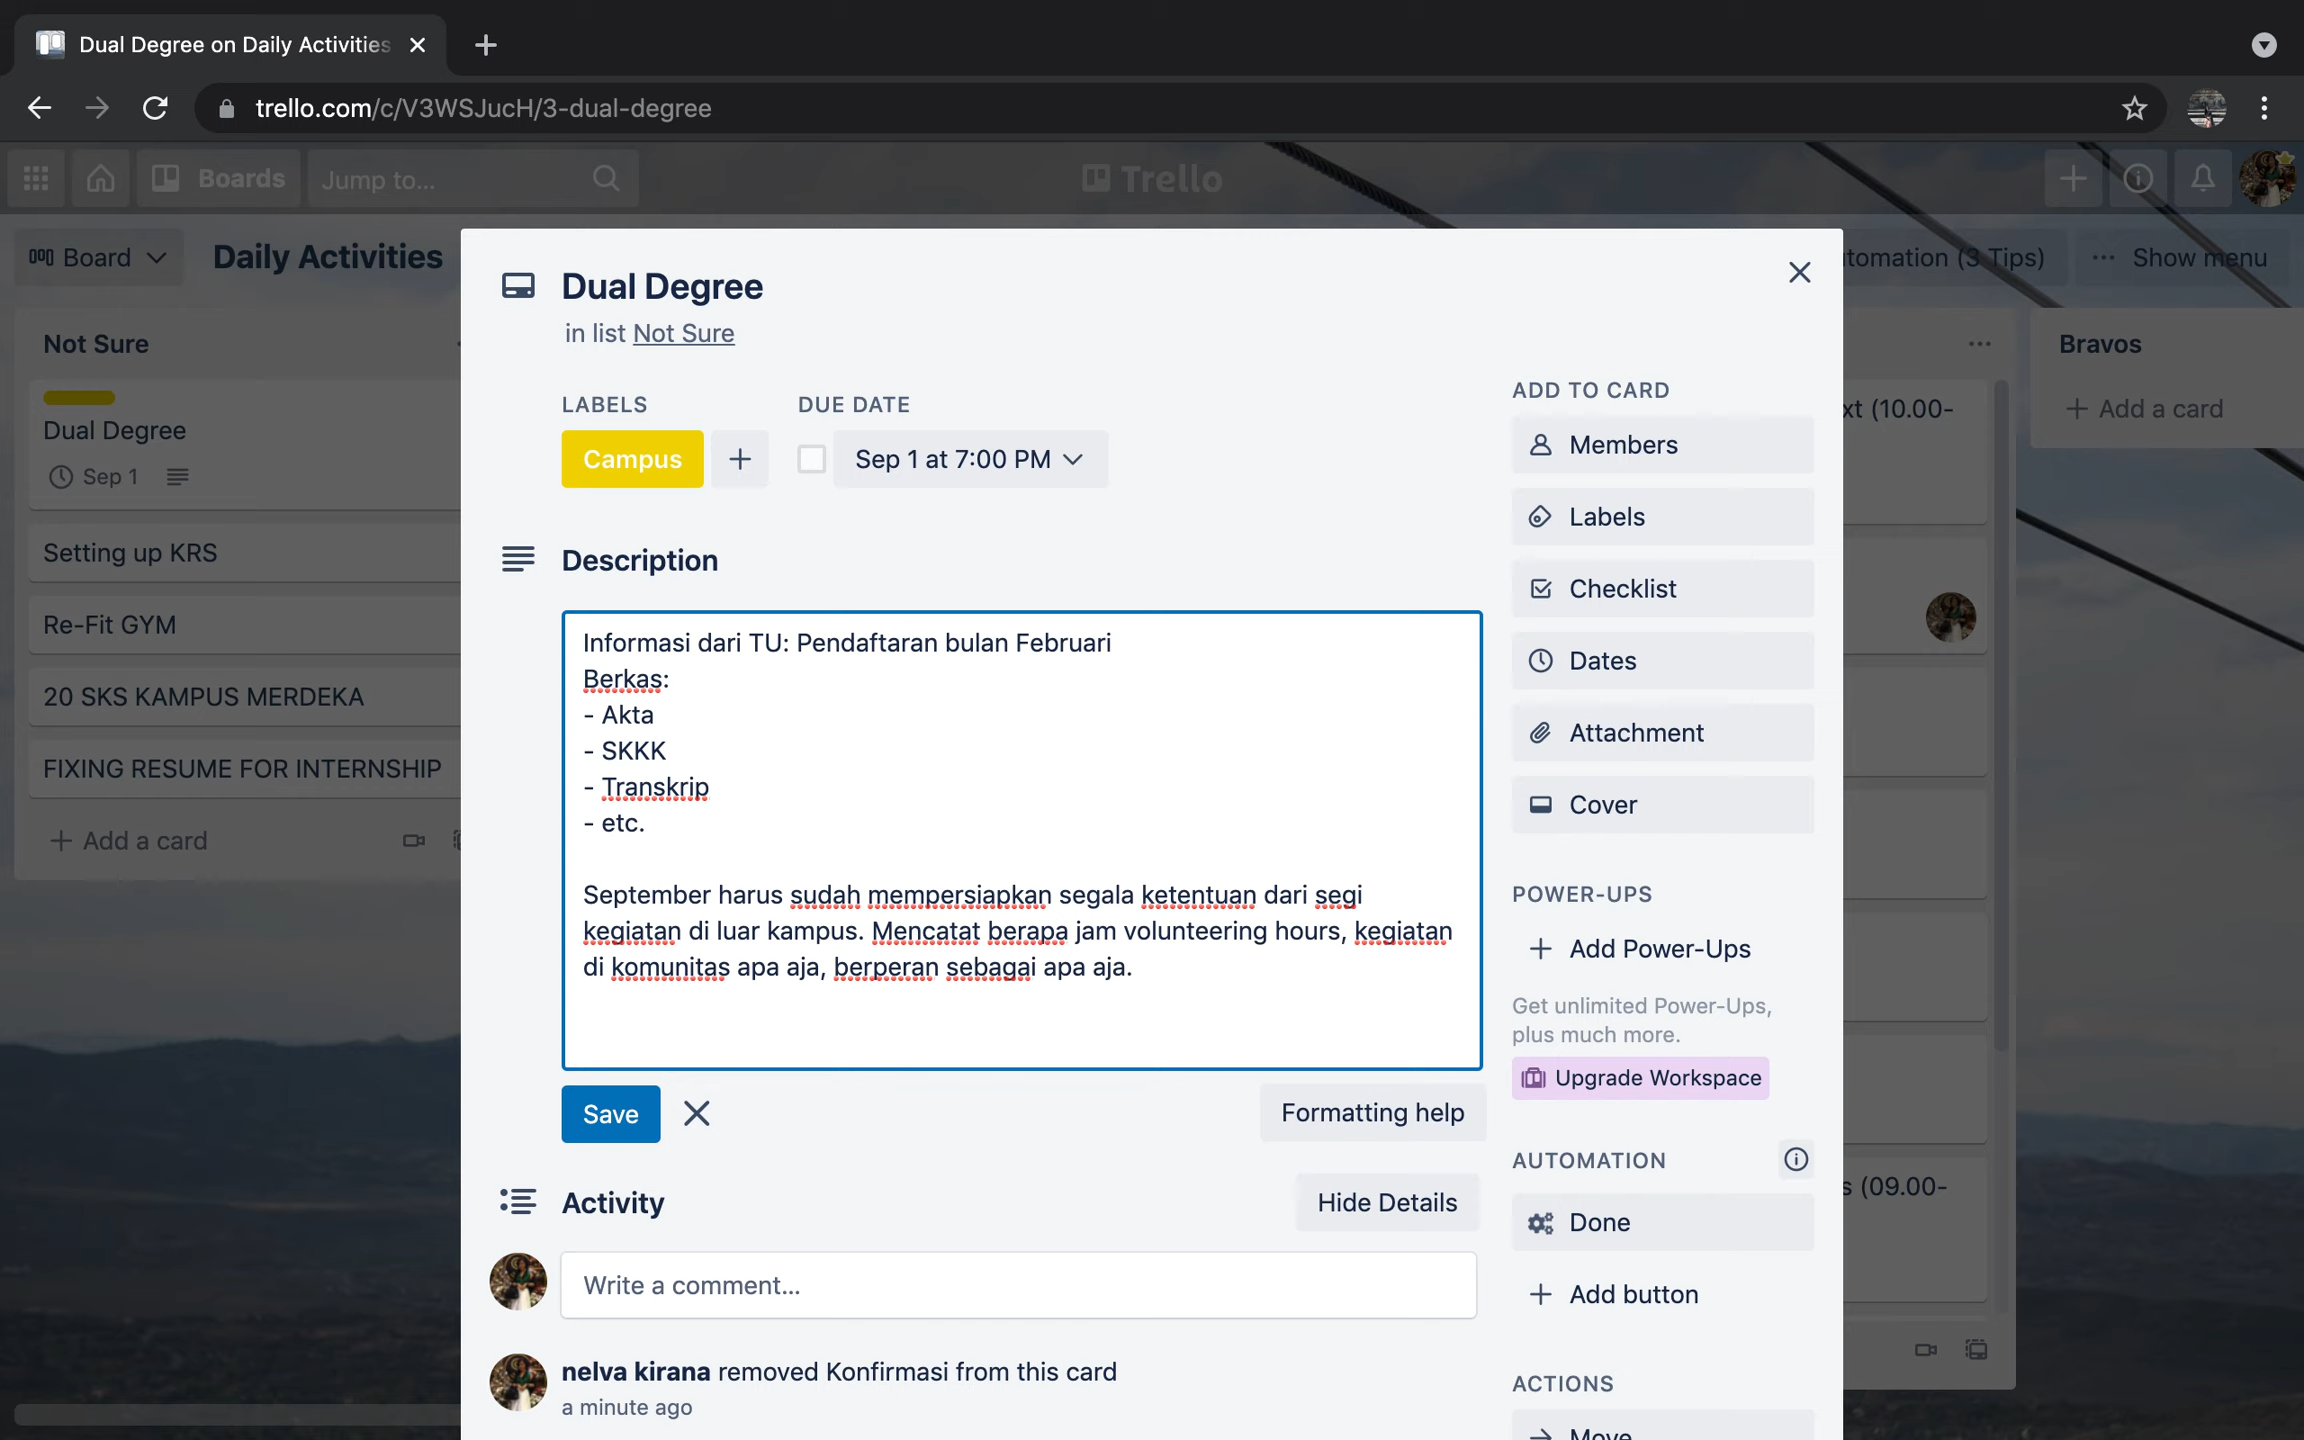 Dual Degree on Daily Activities
trello.com/c/V3WSJucH/3-dual-degree
Boards
Jump to...
Trello
Board
Daily Activities
tomation (3 Tips)
Show menu
Not Sure
Dual Degree
Sep 1
Setting up KRS
Re-Fit GYM
20 SKS KAMPUS MERDEKA
FIXING RESUME FOR INTERNSHIP
Add a card
Dual Degree
in list Not Sure
LABELS
DUE DATE
Campus
Sep 1 at 7:00 PM
Description
Informasi dari TU: Pendaftaran bulan Februari
Berkas:
- Akta
- SKKK
- Transkrip
- etc.
September harus sudah mempersiapkan segala ketentuan dari segi
kegiatan di luar kampus. Mencatat berapa jam volunteering hours, kegiatan
di komunitas apa aja, berperan sebagai apa aja.
Save
Formatting help
Activity
Hide Details
Write a comment...
nelva kirana removed Konfirmasi from this card
a minute ago
ADD TO CARD
Members
Labels
Checklist
Dates
Attachment
Cover
POWER-UPS
Add Power-Ups
Get unlimited Power-Ups,
plus much more.
Upgrade Workspace
AUTOMATION
Done
Add button
ACTIONS
Move
xt (10.00-
s (09.00-
Bravos
Add a card